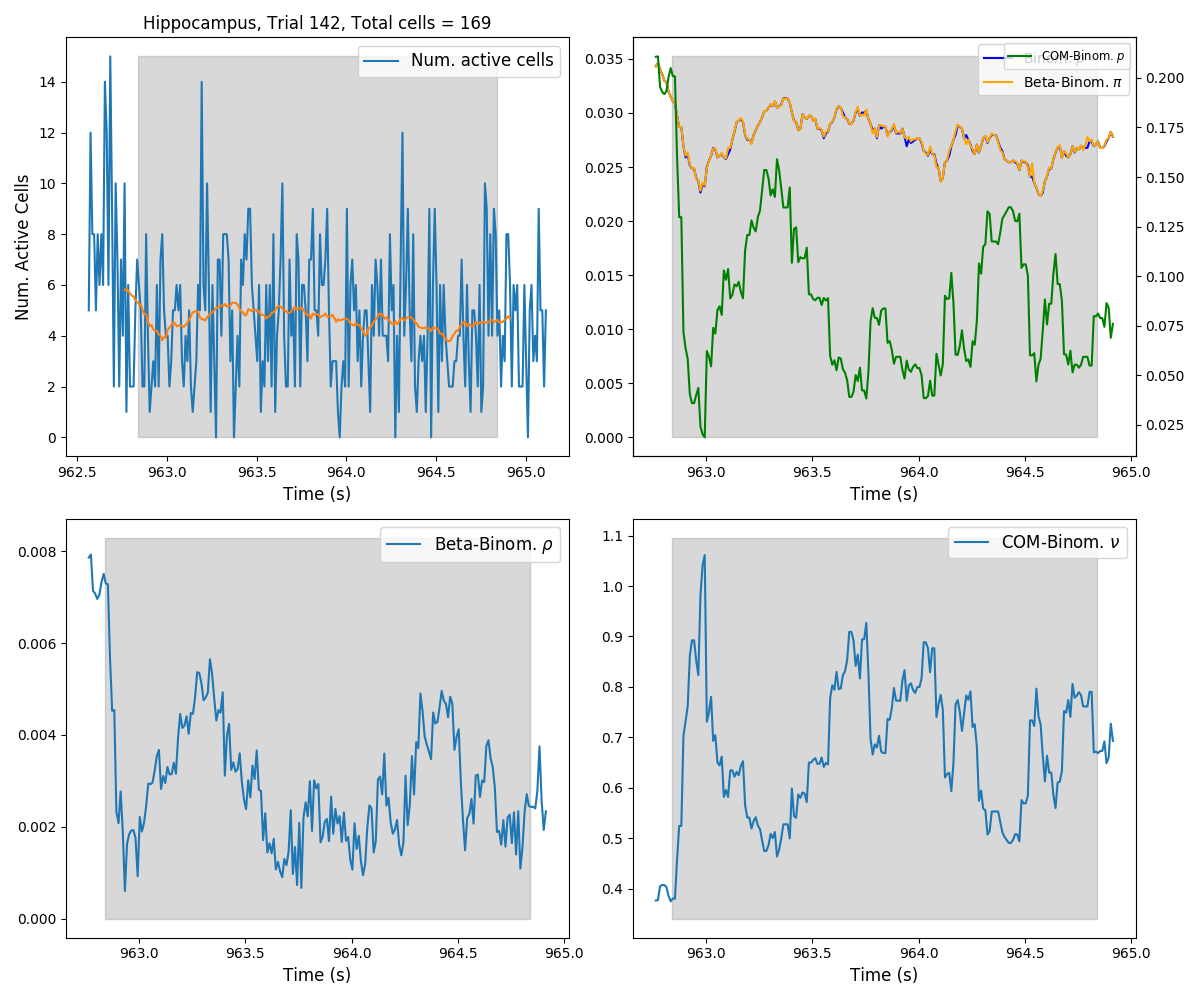 Hippocampus, Trial 142, Total cells = 169
Num. active cells
Num. Active Cells
14
12
10
8
6
4
2
0
962.5 963.0 963.5 964.0 964.5 965.0
Time (s)
COM-Binom. p
Beta-Binom. π
0.035
0.030
0.025
0.020
0.015
0.010
0.005
0.000
0.200
0.175
0.150
0.125
0.100
0.075
0.050
0.025
963.0 963.5 964.0 964.5 965.0
Time (s)
Beta-Binom. ρ
0.008
0.006
0.004
0.002
0.000
963.0 963.5 964.0 964.5 965.0
Time (s)
COM-Binom. ν
1.1
1.0
0.9
0.8
0.7
0.6
0.5
0.4
963.0 963.5 964.0 964.5 965.0
Time (s)